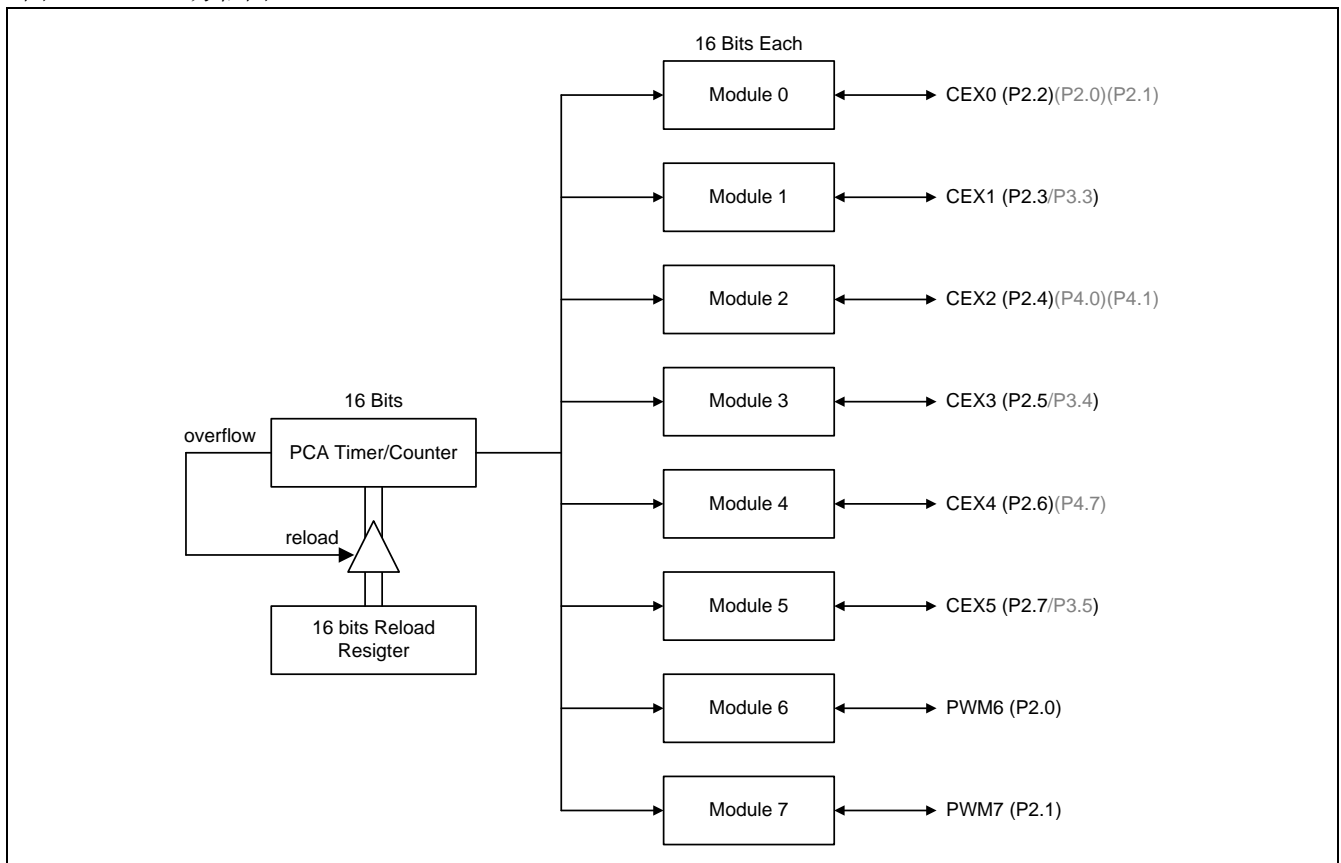 16 Bits Each
Module 0
CEX0 (P2.2)(P2.0)(P2.1)
Module 1
CEX1 (P2.3/P3.3)
Module 2
CEX2 (P2.4)(P4.0)(P4.1)
Module 3
CEX3 (P2.5/P3.4)
16 Bits
overflow
PCA Timer/Counter
Module 4
CEX4 (P2.6)(P4.7)
reload
Module 5
CEX5 (P2.7/P3.5)
16 bits Reload
Resigter
Module 6
PWM6 (P2.0)
Module 7
PWM7 (P2.1)